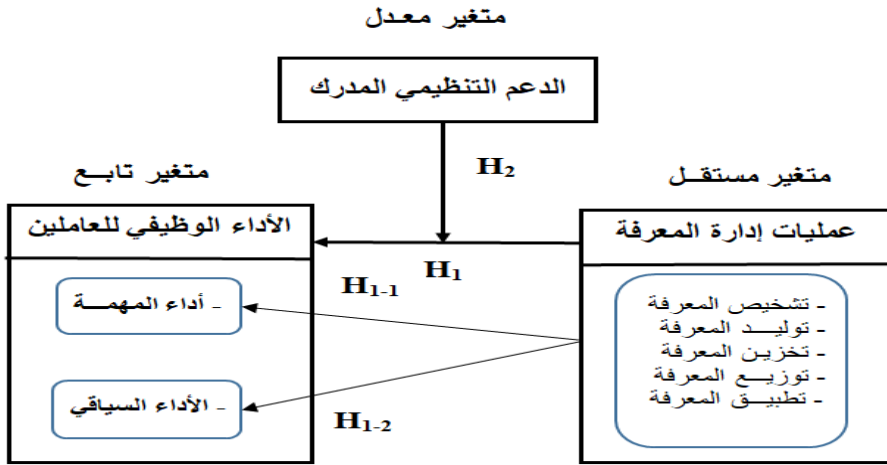 متغير معدل
الدعم التنظيمي المدرك
H2
متغير مستقل
متغير تابع
عمليات إدارة المعرفة
الأداء الوظيفي للعاملين
H1
H1-1
- تشخيص المعرفة
- توليد المعرفة
- تخزين المعرفة
- توزيع المعرفة
- تطبيق المعرفة
- أداء المهمة
- الأداء السياقي
H1-2